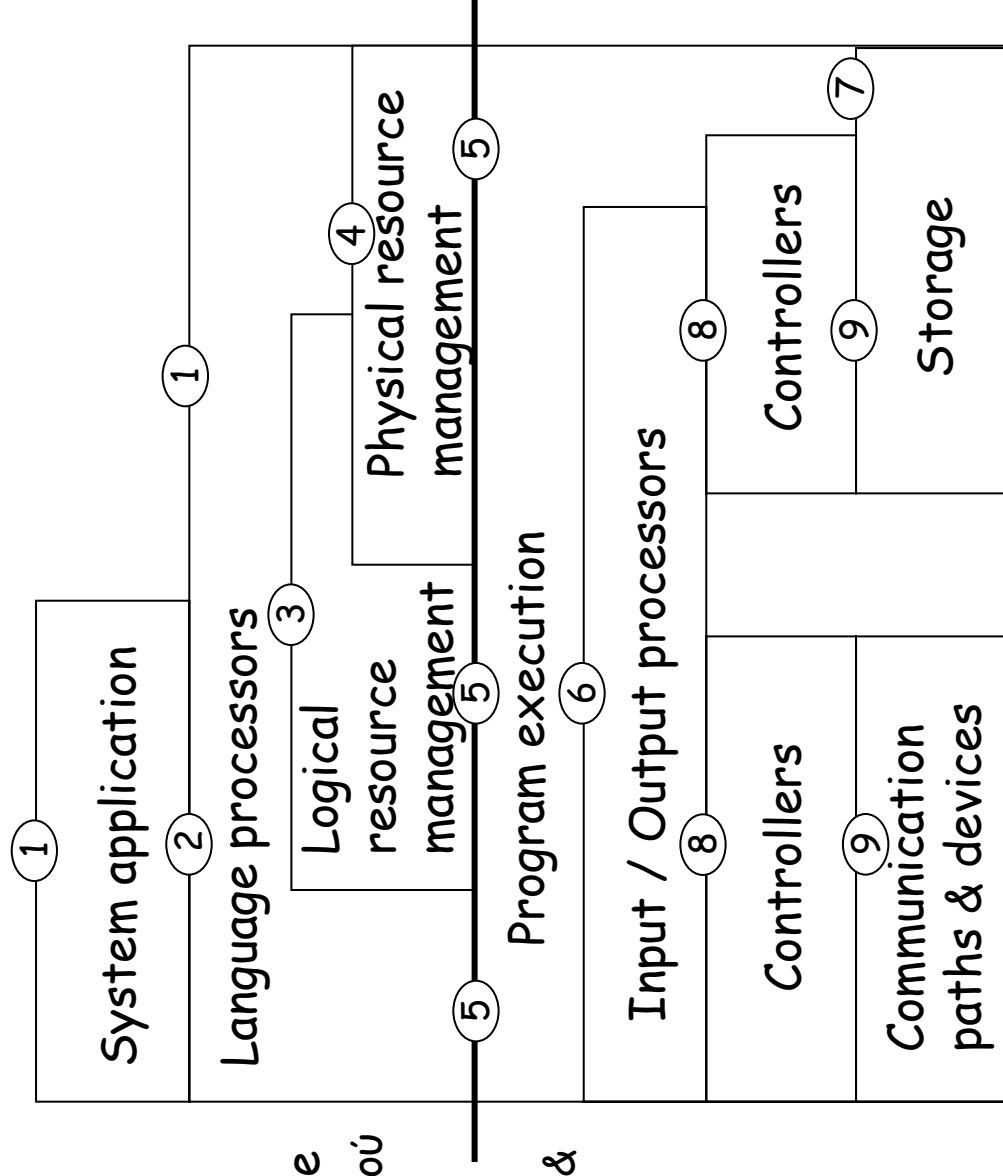 1
System application
2
1
Language processors
3
4
Logical
resource
management
Physical resource
management
e
ού
5
5
5
Program execution
&
6
Input / Output processors
8
8
Controllers
Controllers
9
9
7
Communication
paths & devices
Storage